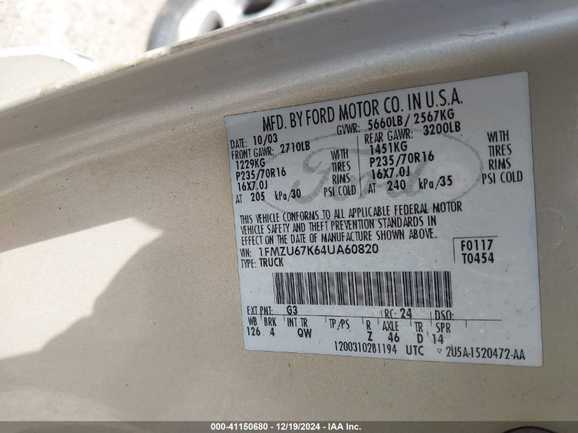 MFD. BY FORD MOTOR CO. IN U.S.A.
DATE: 10/03 GVWR: 5660LB/ 2567KG
FRONT GAWR: 2710LB REAR GAWR: 3200LB
1229KG WITH 1451KG WITH
P235/70R16 TIRES P235/70R16 TIRES
16X7.0J RIMS 16X7.0J RIMS
AT 205 kPa/30 PSI COLD AT 240 kPa/35 PSI COLD
THIS VEHICLE CONFORMS TO ALL APPLICABLE FEDERAL MOTOR
VEHICLE SAFETY AND THEFT PREVENTION STANDARDS IN
EFFECT ON THE DATE OF MANUFACTURE SHOWN ABOVE.
VIN: 1FMZU67K64UA60820 F0117
TYPE: TRUCK T0454
EXT PNT: G3 RC: 24 DSO:
WB BRK INT TR TP/PS R AXLE TR SPR
126 4 QW Z 46 D 14
1200310281194 UTC 2U5A-1520472-AA
Ford
000-41150680 - 12/19/2024 - IAA Inc.